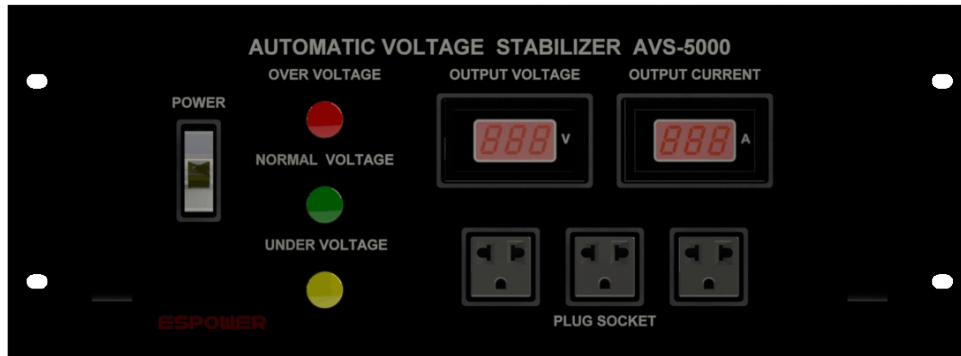 AUTOMATIC VOLTAGE STABILIZER AVS-5000
OVER VOLTAGE
OUTPUT VOLTAGE
OUTPUT CURRENT
POWER
888 V
888 A
NORMAL VOLTAGE
UNDER VOLTAGE
PLUG SOCKET
ESPOWER